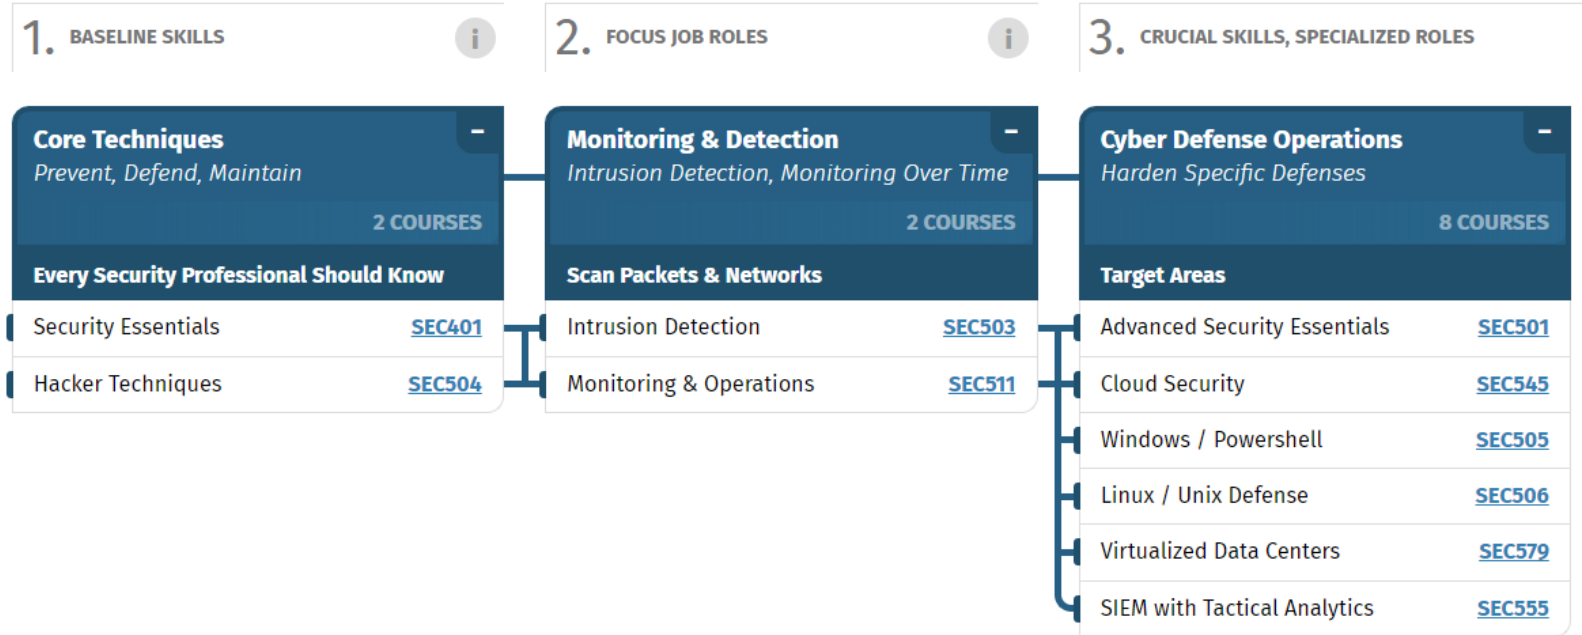 1. BASELINE SKILLS i
2. FOCUS JOB ROLES i
3. CRUCIAL SKILLS, SPECIALIZED ROLES
Core Techniques –
Prevent, Defend, Maintain
2 COURSES
Every Security Professional Should Know
Security Essentials SEC401
Hacker Techniques SEC504
Monitoring & Detection –
Intrusion Detection, Monitoring Over Time
2 COURSES
Scan Packets & Networks
Intrusion Detection SEC503
Monitoring & Operations SEC511
Cyber Defense Operations –
Harden Specific Defenses
8 COURSES
Target Areas
Advanced Security Essentials SEC501
Cloud Security SEC545
Windows / Powershell SEC505
Linux / Unix Defense SEC506
Virtualized Data Centers SEC579
SIEM with Tactical Analytics SEC555